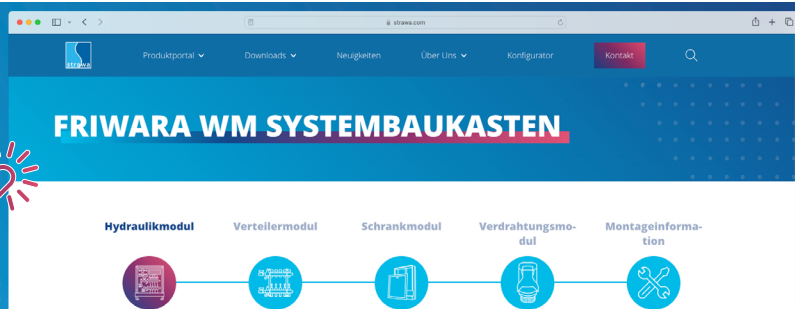 strawa.com
strawa
Produktportal
Downloads
Neuigkeiten
Über Uns
Konfigurator
Kontakt
FRIWARA WM SYSTEMBAUKASTEN
Hydraulikmodul
Verteilermodul
Schrankmodul
Verdrahtungsmo-
dul
Montageinforma-
tion